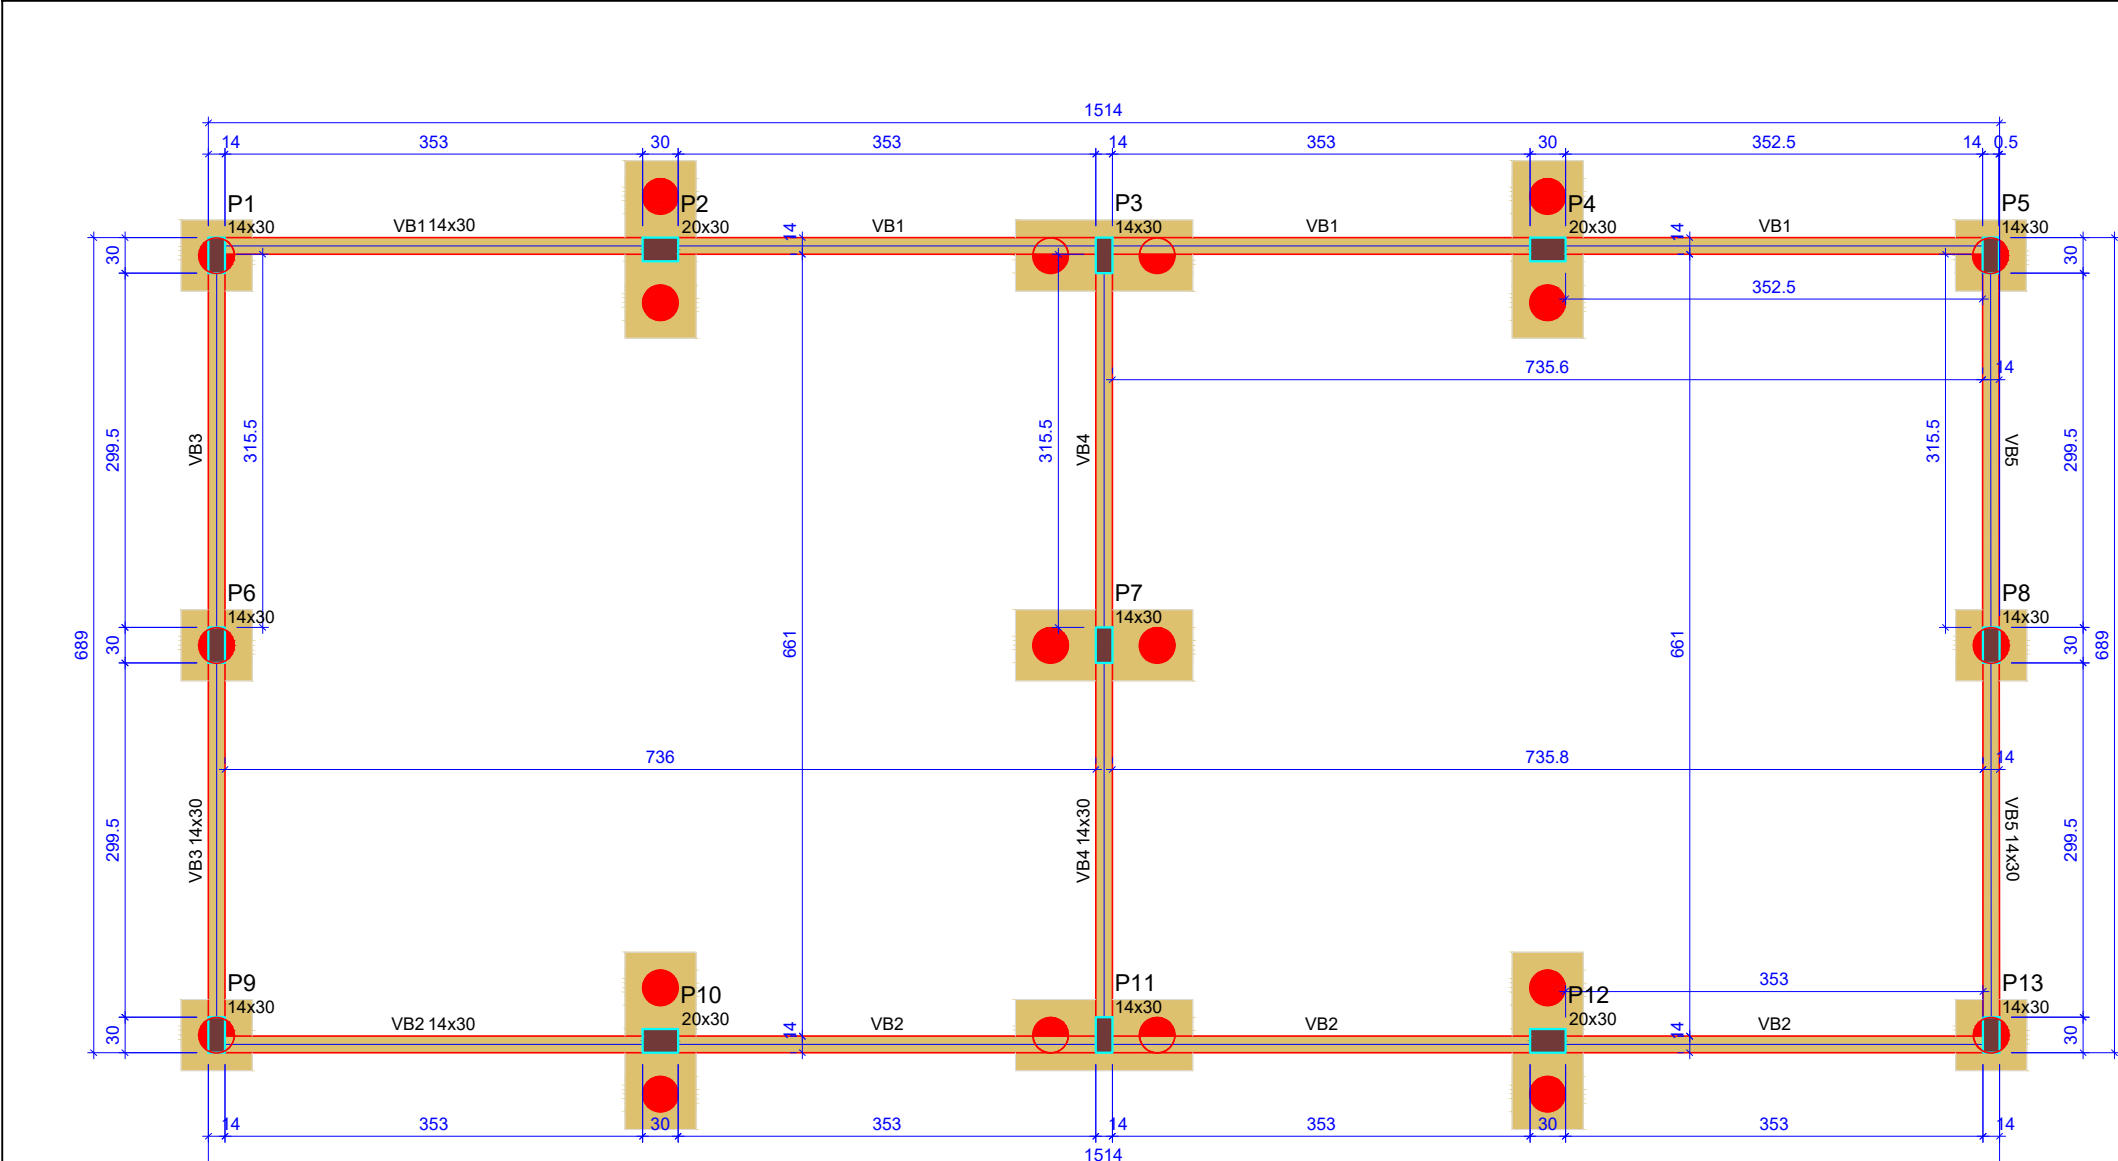 1514
14 353 30 353 14 353 30 352.5 14 0.5
P1 P2 P3 P4 P5
14x30 20x30 14x30 20x30 14x30
VB1 14x30 VB1 VB1 VB1
14 14
30 30
352.5
735.6 14
299.5 315.5 315.5 315.5 299.5
VB3 VB4 VB5
P6 P7 P8
14x30 14x30 14x30
689 30 661 661 30 689
736 735.8 14
299.5 299.5
VB3 14x30 VB4 14x30 VB5 14x30
353
P9 P10 P11 P12 P13
14x30 20x30 14x30 20x30 14x30
VB2 14x30 VB2 VB2 VB2
30 14 14 30
14 353 30 353 14 353 30 353 14
1514